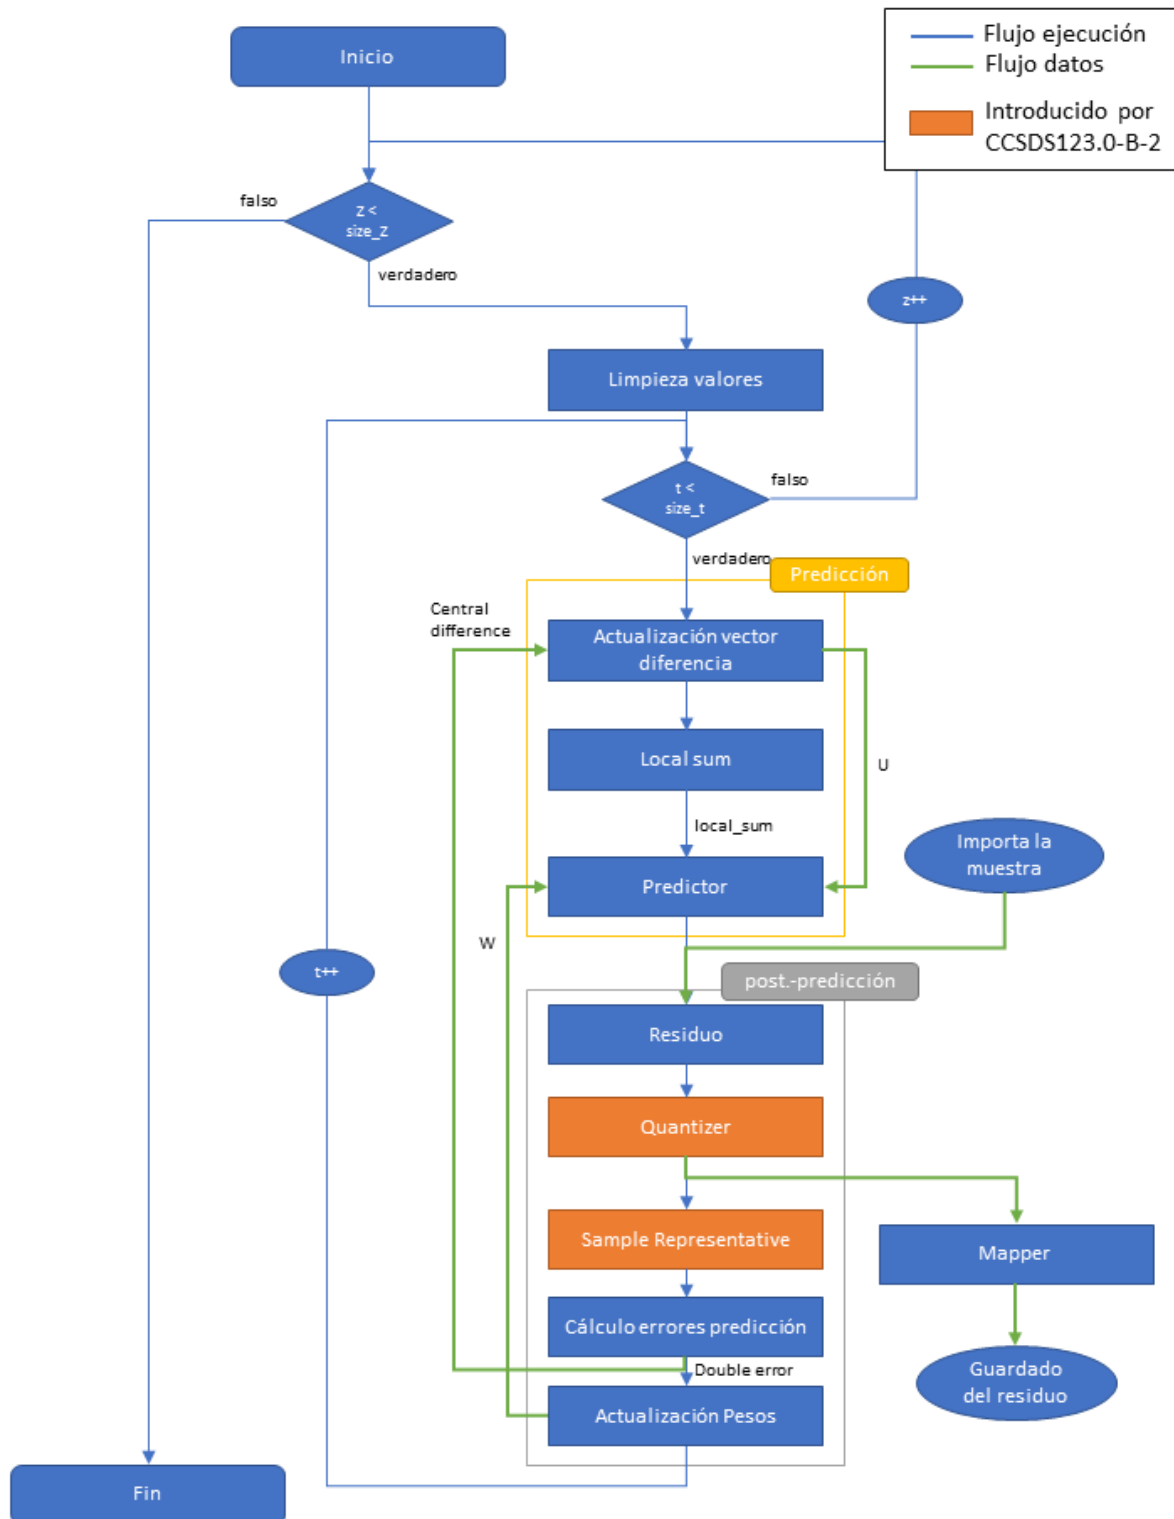 Inicio
Flujo ejecución
Flujo datos
Introducido por
CCSDS123.0-B-2
falso
z <
size_z
verdadero
z++
Limpieza valores
t <
size_t
falso
verdadero
Predicción
Central
difference
Actualización vector
diferencia
Local sum
U
local_sum
Importa la
muestra
Predictor
W
t++
post.-predicción
Residuo
Quantizer
Sample Representative
Mapper
Cálculo errores predicción
Double error
Guardado
del residuo
Actualización Pesos
Fin